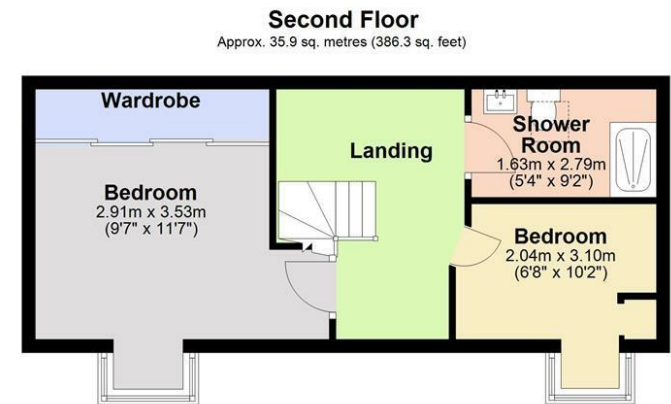 Second Floor
Approx. 35.9 sq. metres (386.3 sq. feet)
Wardrobe
Landing
Shower
Room
1.63m x 2.79m
(5'4" x 9'2")
Bedroom
2.91m x 3.53m
(9'7" x 11'7")
Bedroom
2.04m x 3.10m
(6'8" x 10'2")